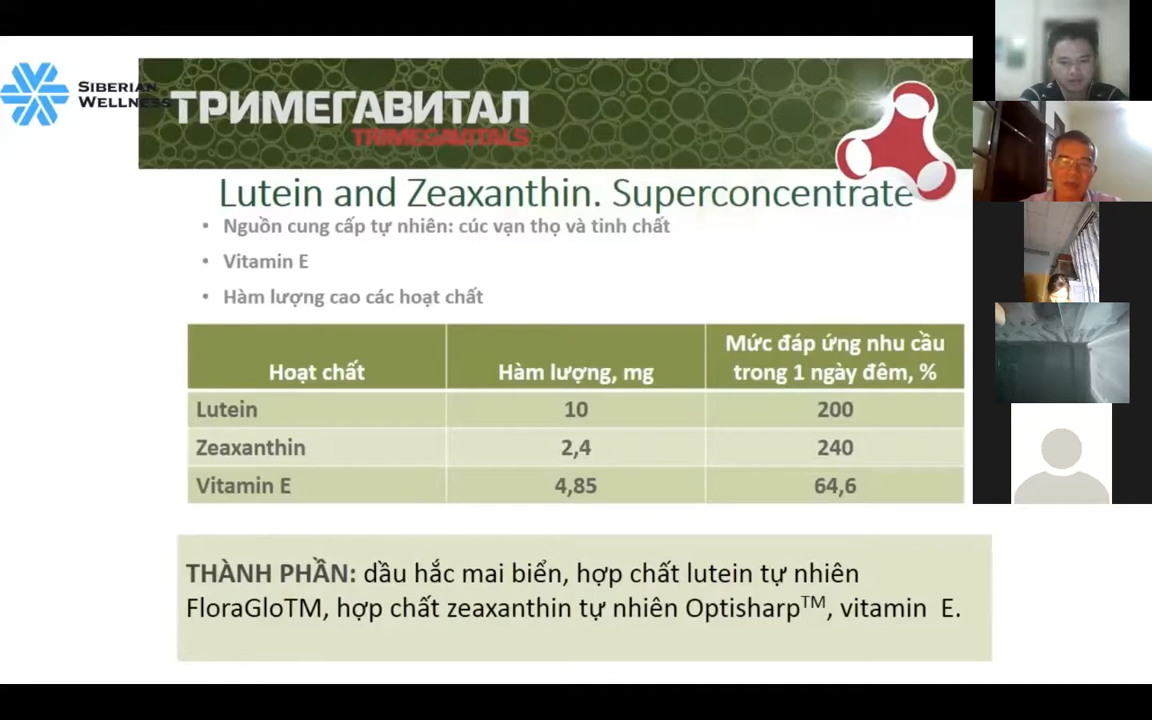 SIBERIAN
WELLNESS
ТРИМЕГАВИТАЛ
TRIMEGAVITALS
Lutein and Zeaxanthin. Superconcentrate
• Nguồn cung cấp tự nhiên: cúc vạn thọ và tinh chất
• Vitamin E
• Hàm lượng cao các hoạt chất
Hoạt chất Hàm lượng, mg Mức đáp ứng nhu cầu trong 1 ngày đêm, %
Lutein 10 200
Zeaxanthin 2,4 240
Vitamin E 4,85 64,6
THÀNH PHẦN: dầu hắc mai biển, hợp chất lutein tự nhiên
FloraGloTM, hợp chất zeaxanthin tự nhiên Optisharp™, vitamin E.